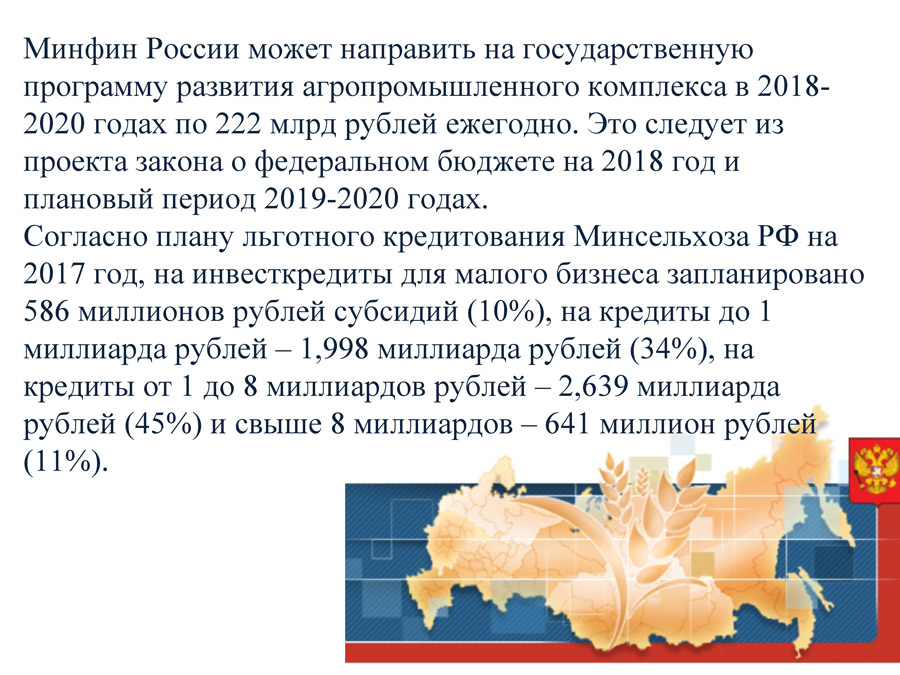 Минфин России может направить на государственную
программу развития агропромышленного комплекса в 2018-
2020 годах по 222 млрд рублей ежегодно. Это следует из
проекта закона о федеральном бюджете на 2018 год и
плановый период 2019-2020 годах.
Согласно плану льготного кредитования Минсельхоза РФ на
2017 год, на инвесткредиты для малого бизнеса запланировано
586 миллионов рублей субсидий (10%), на кредиты до 1
миллиарда рублей – 1,998 миллиарда рублей (34%), на
кредиты от 1 до 8 миллиардов рублей – 2,639 миллиарда
рублей (45%) и свыше 8 миллиардов – 641 миллион рублей
(11%).